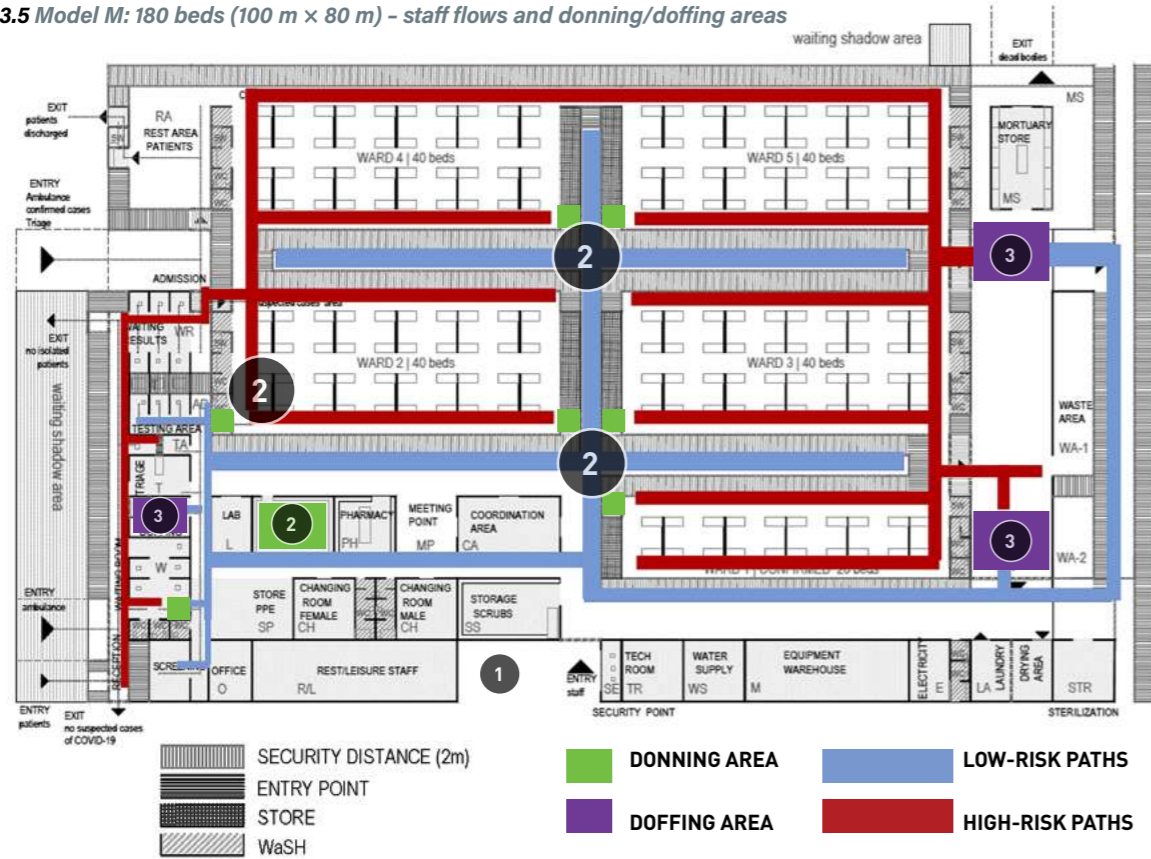 3.5 Model M: 180 beds (100 m × 80 m) – staff flows and donning/doffing areas
waiting shadow area
EXIT
dead bodies
MS
EXIT
patients
discharged
SW
RA
REST AREA
PATIENTS
WARD 4 | 40 beds
WARD 5 | 40 beds
MORTUARY
STORE
MS
ENTRY
Ambulance
confirmed cases
Triage
2
3
ADMISSION
EXIT
no isolated
patients
WAITING
RESULTS
WR
WARD 2 | 40 beds
WARD 3 | 40 beds
2
waiting shadow area
TESTING AREA
TA
WASTE
AREA
WA-1
TRIAGE
T
2
3
LAB
L
2
PHARMACY
PH
MEETING
POINT
MP
COORDINATION
AREA
CA
3
WA-2
W
WAITING ROOM
ENTRY
ambulance
STORE
PPE
SP
CHANGING
ROOM
FEMALE
CH
WC
WC
CHANGING
ROOM
MALE
CH
STORAGE
SCRUBS
SS
WC
WC
WC
RECEPTION
OFFICE
O
REST/LEISURE STAFF
R/L
1
ENTRY
staff
SE
TECH
ROOM
TR
WATER
SUPPLY
WS
EQUIPMENT
WAREHOUSE
M
ELECTRICITY
E
LA
LAUNDRY
DRYING
AREA
STR
SECURITY POINT
STERILIZATION
ENTRY
patients
EXIT
no suspected cases
of COVID-19
SECURITY DISTANCE (2m)
ENTRY POINT
STORE
WaSH
DONNING AREA
DOFFING AREA
LOW-RISK PATHS
HIGH-RISK PATHS